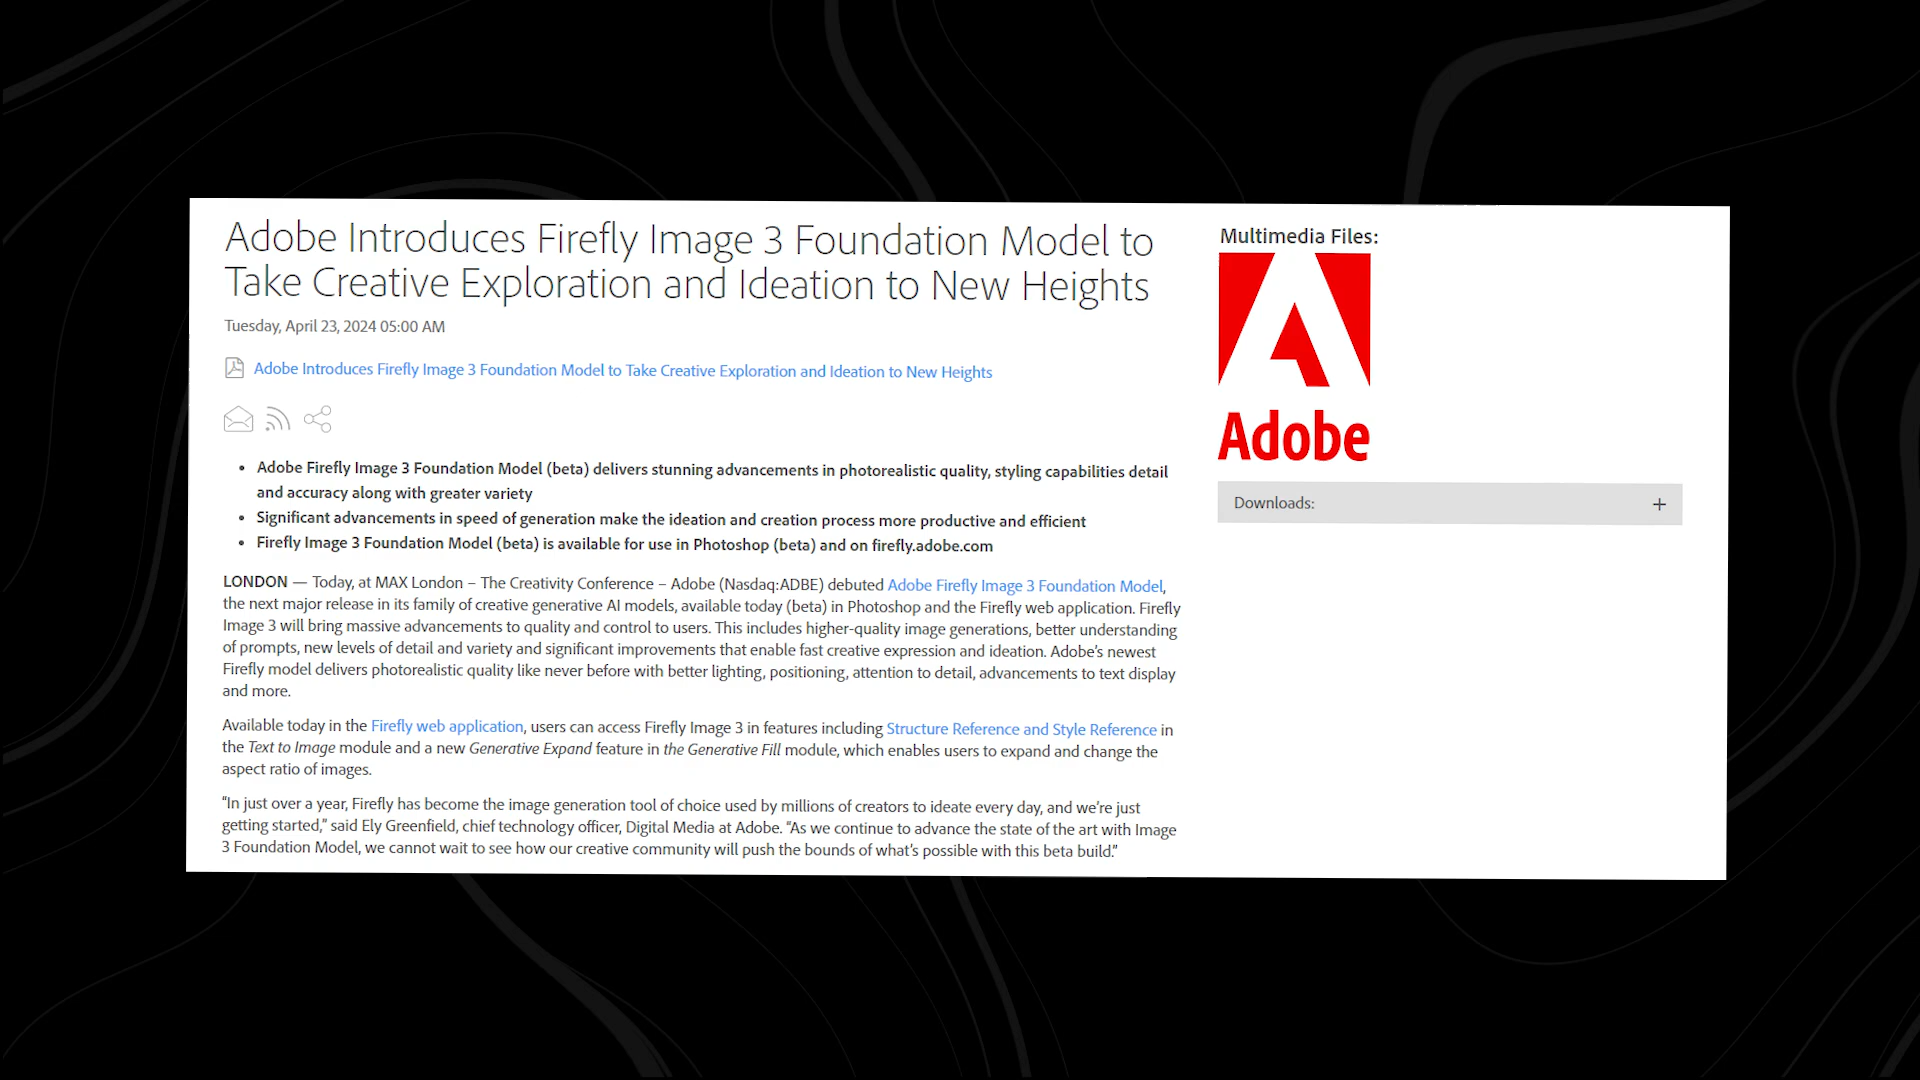 Adobe Introduces Firefly Image 3 Foundation Model to
Take Creative Exploration and Ideation to New Heights
Tuesday, April 23, 2024 05:00 AM
Adobe Introduces Firefly Image 3 Foundation Model to Take Creative Exploration and Ideation to New Heights
• Adobe Firefly Image 3 Foundation Model (beta) delivers stunning advancements in photorealistic quality, styling capabilities detail
and accuracy along with greater variety
• Significant advancements in speed of generation make the ideation and creation process more productive and efficient
• Firefly Image 3 Foundation Model (beta) is available for use in Photoshop (beta) and on firefly.adobe.com
LONDON — Today, at MAX London – The Creativity Conference – Adobe (Nasdaq:ADBE) debuted Adobe Firefly Image 3 Foundation Model,
the next major release in its family of creative generative AI models, available today (beta) in Photoshop and the Firefly web application. Firefly
Image 3 will bring massive advancements to quality and control to users. This includes higher-quality image generations, better understanding
of prompts, new levels of detail and variety and significant improvements that enable fast creative expression and ideation. Adobe's newest
Firefly model delivers photorealistic quality like never before with better lighting, positioning, attention to detail, advancements to text display
and more.
Available today in the Firefly web application, users can access Firefly Image 3 in features including Structure Reference and Style Reference in
the Text to Image module and a new Generative Expand feature in the Generative Fill module, which enables users to expand and change the
aspect ratio of images.
"In just over a year, Firefly has become the image generation tool of choice used by millions of creators to ideate every day, and we're just
getting started," said Ely Greenfield, chief technology officer, Digital Media at Adobe. "As we continue to advance the state of the art with Image
3 Foundation Model, we cannot wait to see how our creative community will push the bounds of what's possible with this beta build."
Multimedia Files:
Adobe
Downloads: +